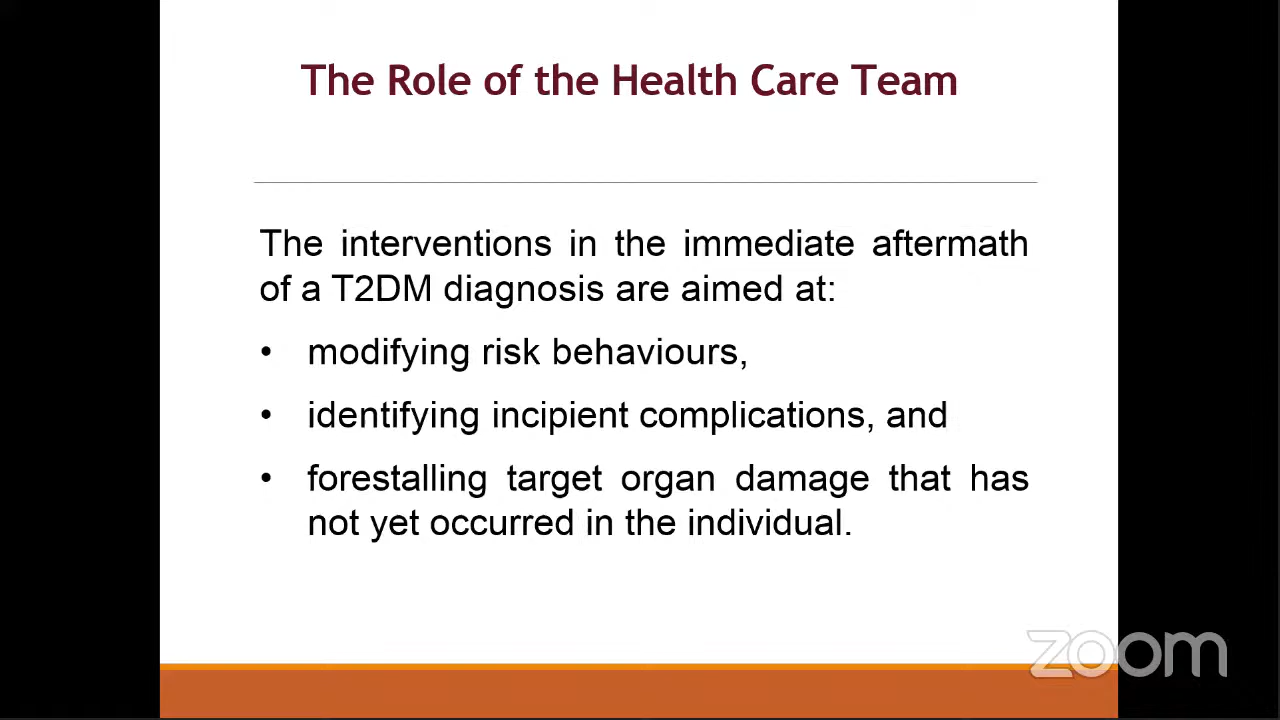 The Role of the Health Care Team
The interventions in the immediate aftermath
of a T2DM diagnosis are aimed at:
• modifying risk behaviours,
• identifying incipient complications, and
• forestalling target organ damage that has
not yet occurred in the individual.
zoom